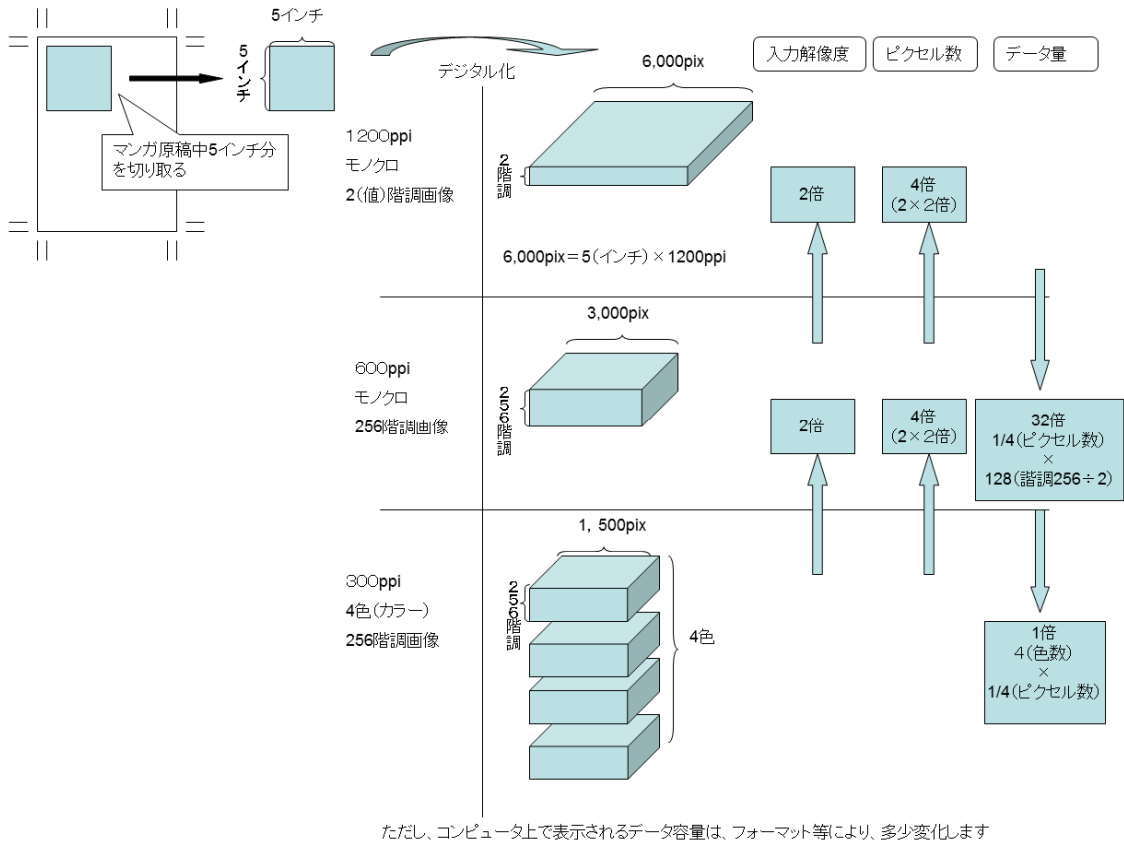 5インチ
5インチ
マンガ原稿中5インチ分
を切り取る
デジタル化
入力解像度
ピクセル数
データ量
1200ppi
モノクロ
2(値)階調画像
6,000pix
2階調
6,000pix=5(インチ)×1200ppi
2倍
4倍
(2×2倍)
600ppi
モノクロ
256階調画像
3,000pix
256階調
2倍
4倍
(2×2倍)
32倍
1/4(ピクセル数)
×
128(諧調256÷2)
300ppi
4色(カラー)
256階調画像
1, 500pix
256階調
4色
1倍
4(色数)
×
1/4(ピクセル数)
ただし、コンピュータ上で表示されるデータ容量は、フォーマット等により、多少変化します